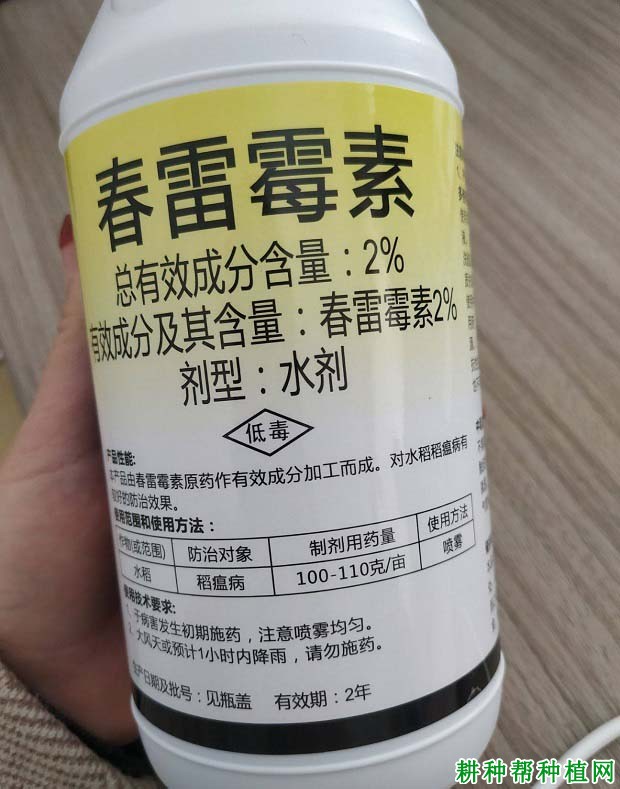 春雷霉素
总有效成分含量：2%
有效成分及其含量：春雷霉素2%
剂型：水剂
低毒
产品性能:
本产品由春雷霉素原药作有效成分加工而成。对水稻稻瘟病有
较好的防治效果。
使用范围和使用方法：
作物(或范围) 防治对象 制剂用药量 使用方法
水稻 稻瘟病 100-110克/亩 喷雾
使用技术要求:
1、于病害发生初期施药，注意喷雾均匀。
2、大风天或预计1小时内降雨，请勿施药。
生产日期及批号：见瓶盖 有效期：2年
耕种帮种植网